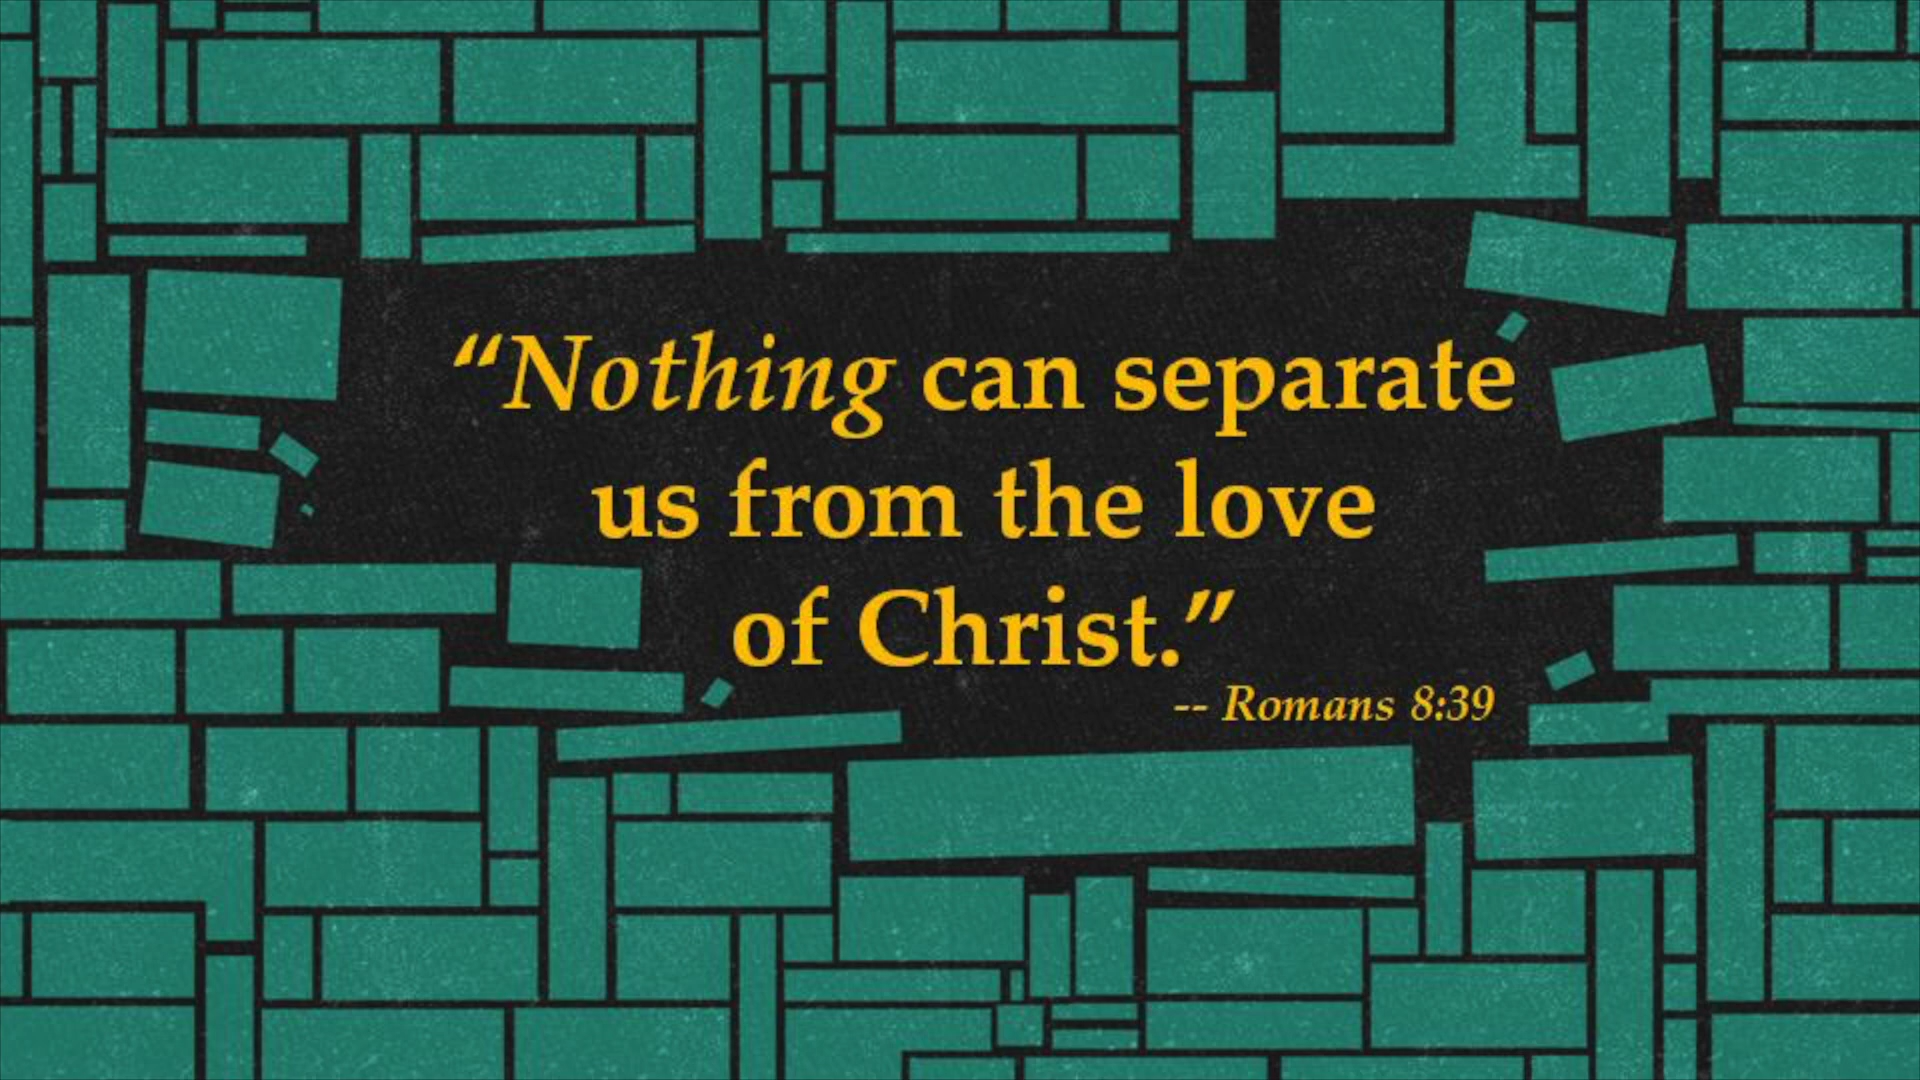 “Nothing can separate
us from the love
of Christ.”
-- Romans 8:39